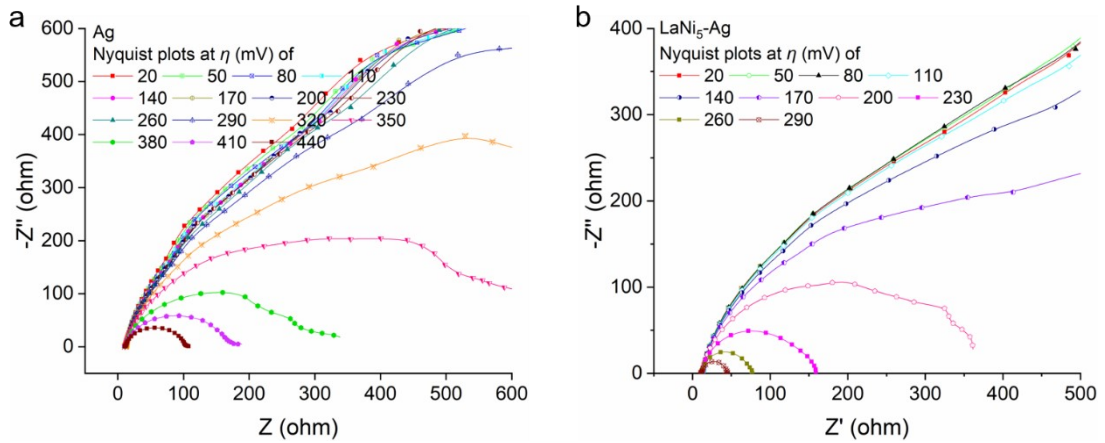 a
Ag
Nyquist plots at η (mV) of
20 50 80 110
140 170 200 230
260 290 320 350
380 410 440
600
500
400
300
200
100
0
-Z'' (ohm)
0 100 200 300 400 500 600
Z (ohm)
b
LaNi5-Ag
Nyquist plots at η (mV) of
20 50 80 110
140 170 200 230
260 290
400
300
200
100
0
-Z'' (ohm)
0 100 200 300 400 500
Z' (ohm)